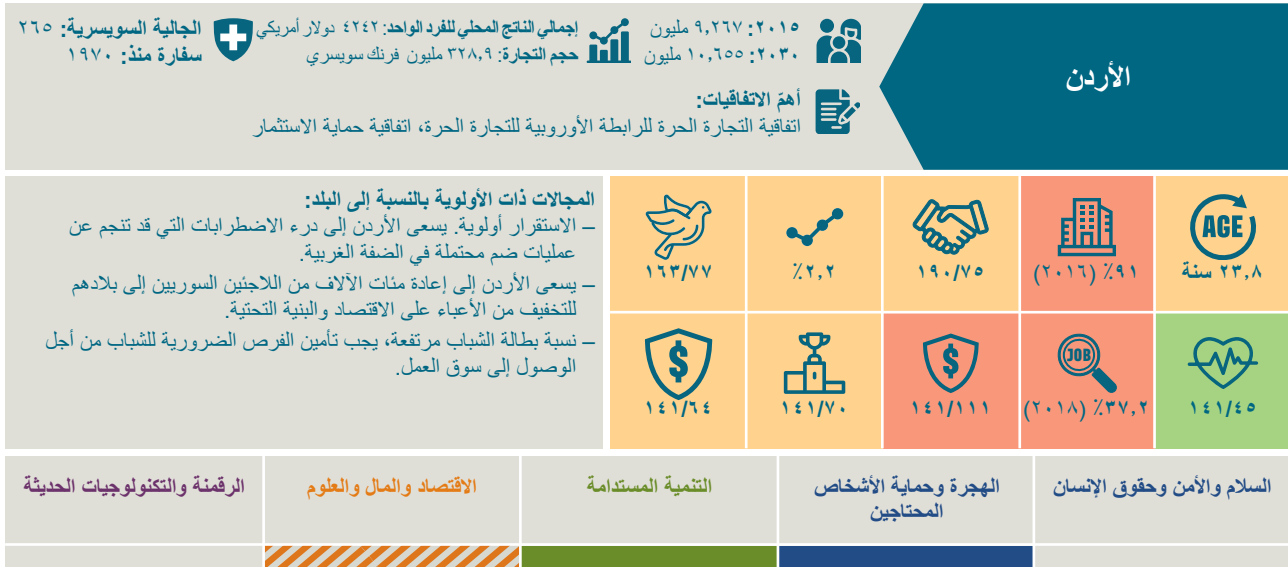 الأردن
٢٠١٥: ٩,٢٦٧ مليون
٢٠٣٠: ١٠,٦٥٥ مليون
إجمالي الناتج المحلي للفرد الواحد: ٤٢٤٢ دولار أمريكي
حجم التجارة: ٣٢٨,٩ مليون فرنك سويسري
الجالية السويسرية: ٢٦٥
سفارة منذ: ١٩٧٠
أهمّ الاتفاقيات:
اتفاقية التجارة الحرة للرابطة الأوروبية للتجارة الحرة، اتفاقية حماية الاستثمار
AGE
٢٣,٨ سنة
٩١٪ (٢٠١٦)
١٩٠/٧٥
٢,٢٪
١٦٣/٧٧
١٤١/٤٥
JOB
٣٧,٢٪ (٢٠١٨)
$
١٤١/١١١
١٤١/٧٠
$
١٤١/٦٤
المجالات ذات الأولوية بالنسبة إلى البلد:
– الاستقرار أولوية. يسعى الأردن إلى درء الاضطرابات التي قد تنجم عن
عمليات ضم محتملة في الضفة الغربية.
– يسعى الأردن إلى إعادة مئات الآلاف من اللاجئين السوريين إلى بلادهم
للتخفيف من الأعباء على الاقتصاد والبنية التحتية.
– نسبة بطالة الشباب مرتفعة، يجب تأمين الفرص الضرورية للشباب من أجل
الوصول إلى سوق العمل.
السلام والأمن وحقوق الإنسان
الهجرة وحماية الأشخاص
المحتاجين
التنمية المستدامة
الاقتصاد والمال والعلوم
الرقمنة والتكنولوجيات الحديثة